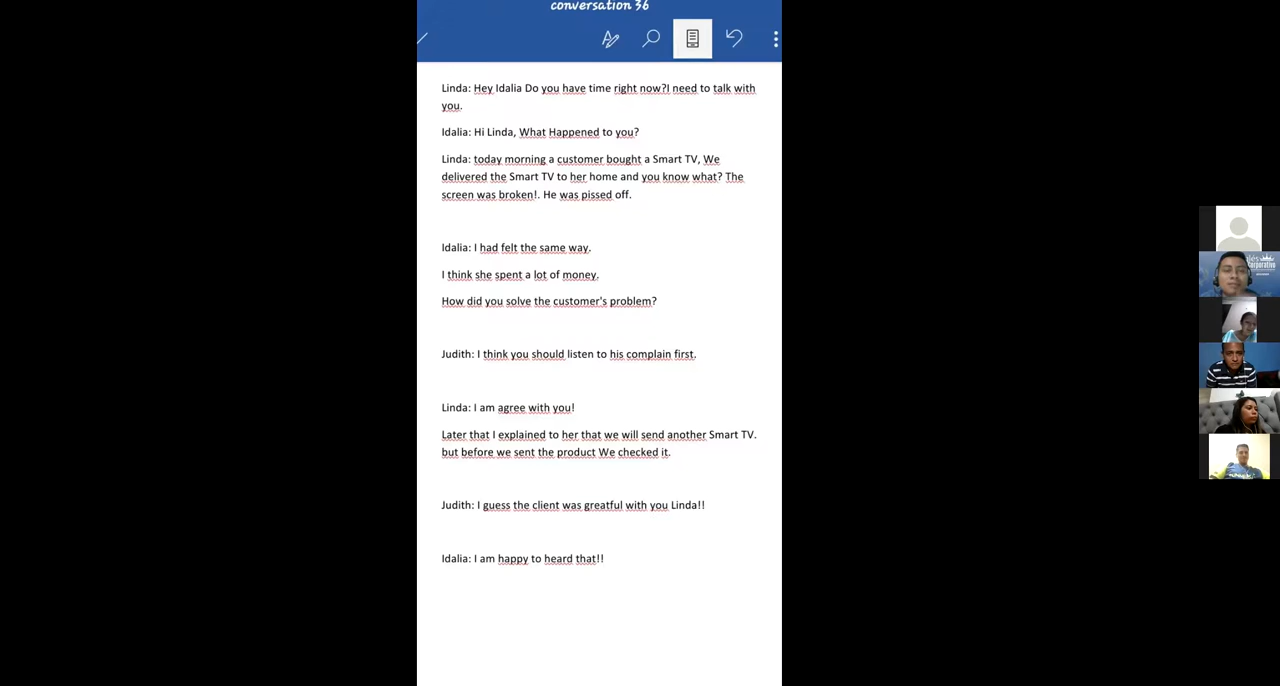 conversation 36
Linda: Hey Idalia Do you have time right now?I need to talk with
you.
Idalia: Hi Linda, What Happened to you?
Linda: today morning a customer bought a Smart TV, We
delivered the Smart TV to her home and you know what? The
screen was broken!. He was pissed off.
Idalia: I had felt the same way.
I think she spent a lot of money.
How did you solve the customer's problem?
Judith: I think you should listen to his complain first.
Linda: I am agree with you!
Later that I explained to her that we will send another Smart TV.
but before we sent the product We checked it.
Judith: I guess the client was greatful with you Linda!!
Idalia: I am happy to heard that!!